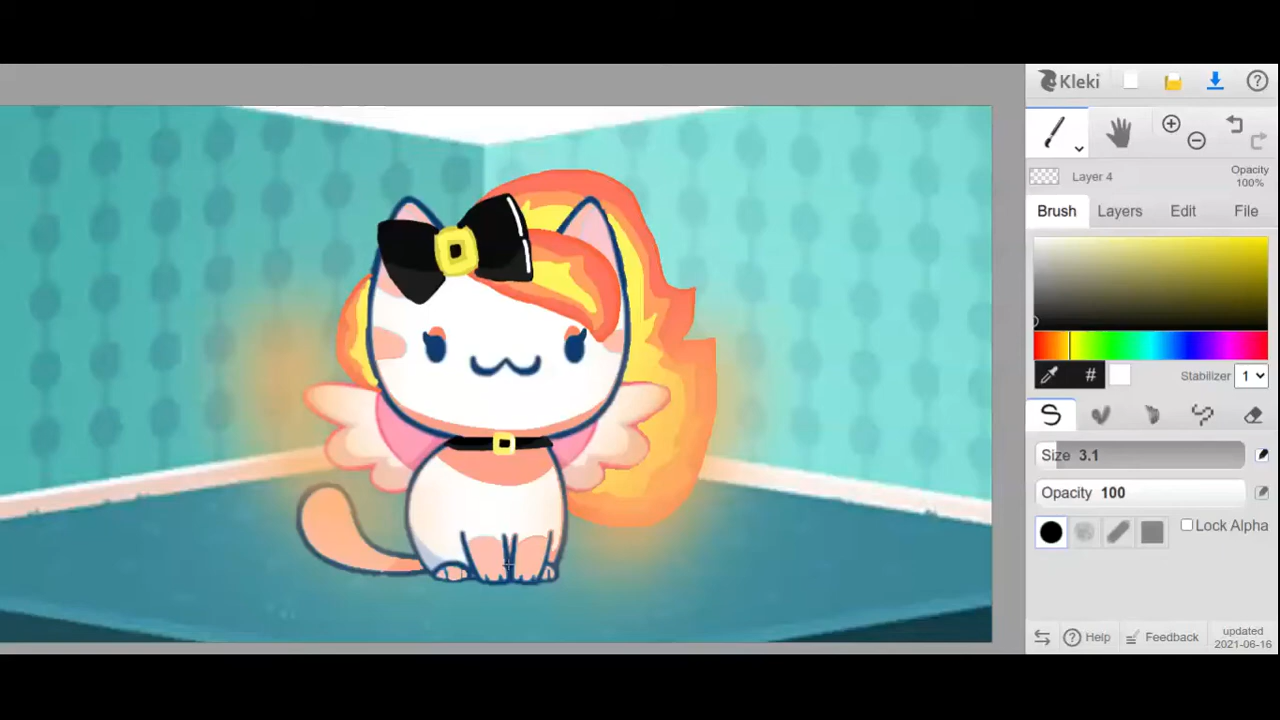 Kleki
Layer 4
Opacity
100%
Brush
Layers
Edit
File
#
Stabilizer 1
Size 3.1
Opacity 100
Lock Alpha
Help
Feedback
updated
2021-06-16